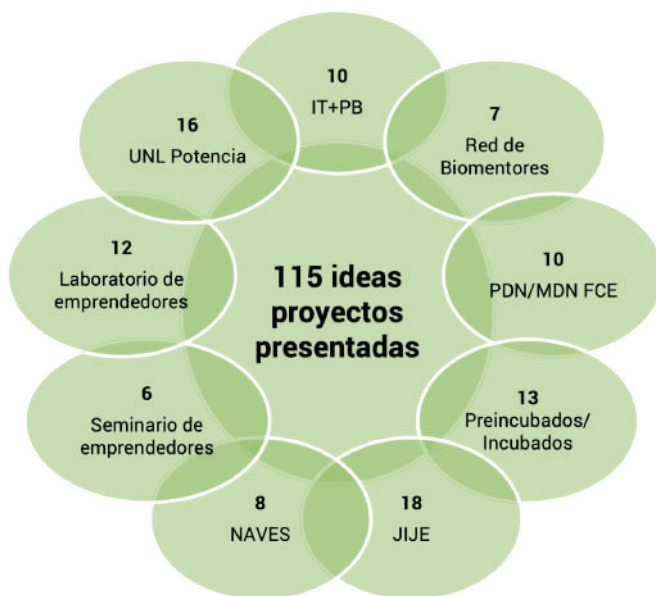 10
IT+PB
7
Red de
Biomentores
10
PDN/MDN FCE
13
Preincubados/
Incubados
18
JIJE
8
NAVES
6
Seminario de
emprendedores
12
Laboratorio de
emprendedores
16
UNL Potencia
115 ideas
proyectos
presentadas